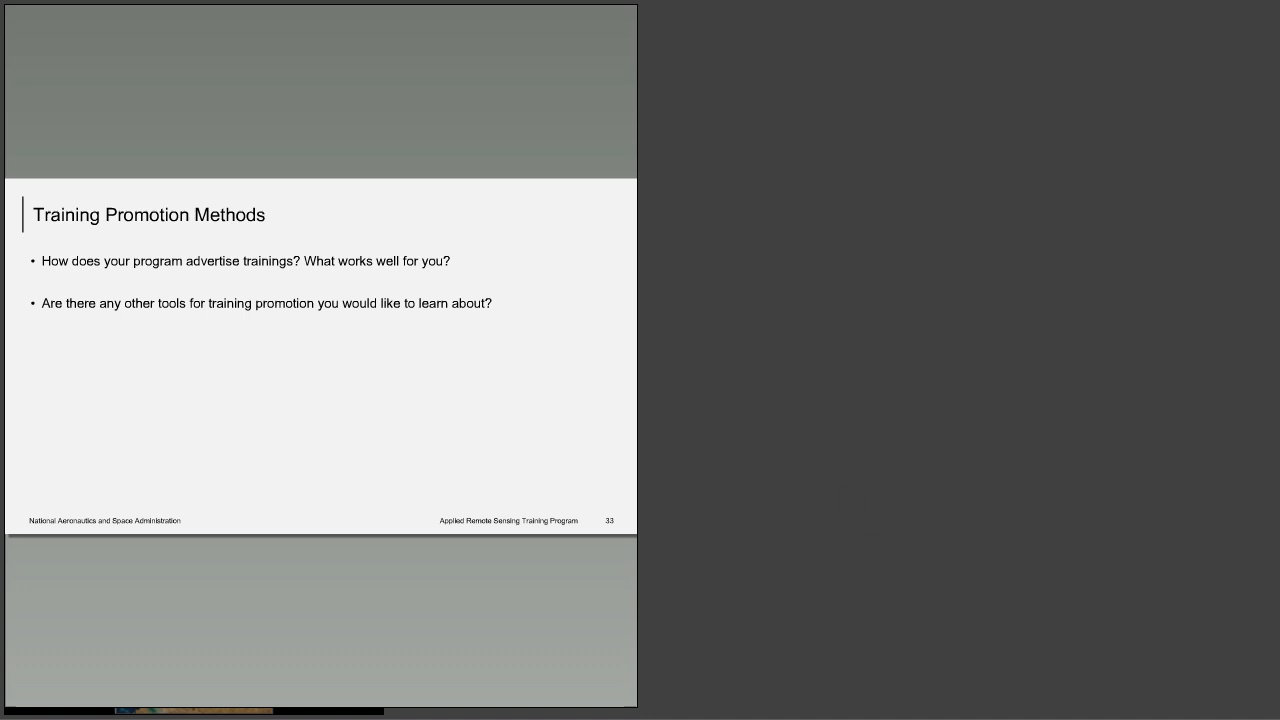 Training Promotion Methods
• How does your program advertise trainings? What works well for you?
• Are there any other tools for training promotion you would like to learn about?
National Aeronautics and Space Administration
Applied Remote Sensing Training Program
33